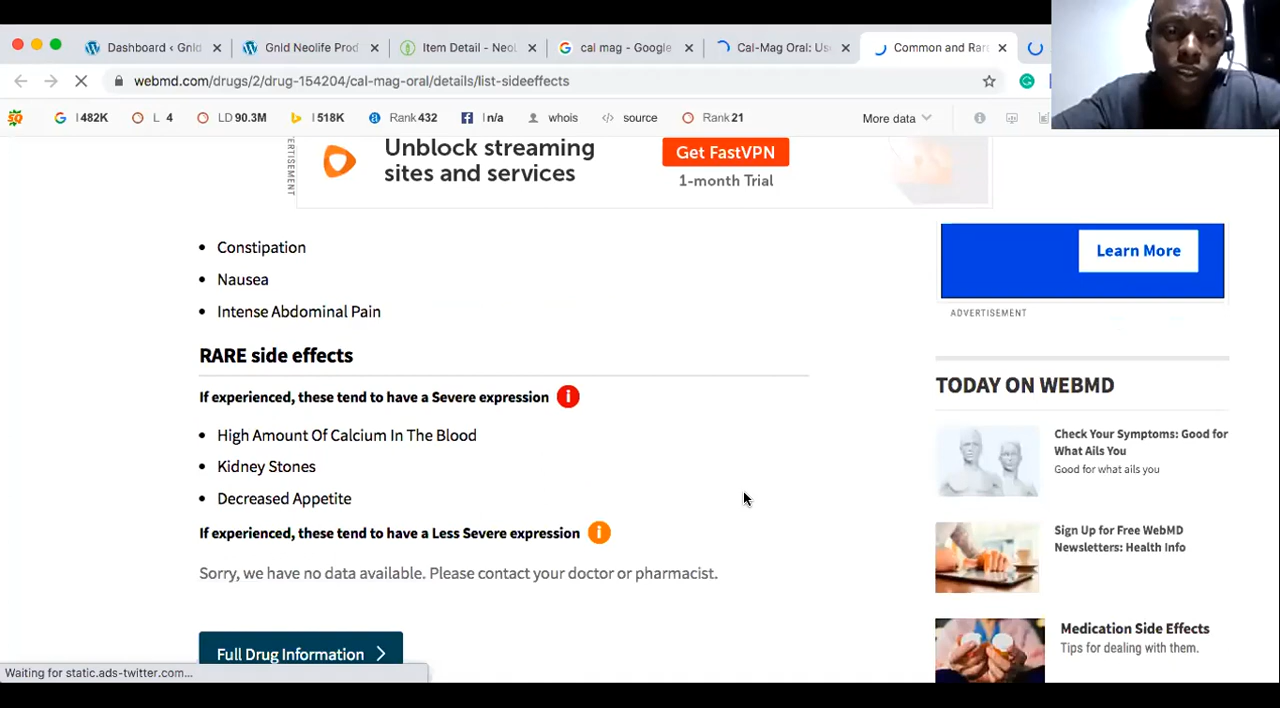 Dashboard ‹ Gnld
Gnld Neolife Prod
Item Detail - Neol
cal mag - Google
Cal-Mag Oral: Us
Common and Rar
webmd.com/drugs/2/drug-154204/cal-mag-oral/details/list-sideeffects
SQ
G I 482K
L 4
LD 90.3M
I 518K
a Rank 432
f I n/a
whois
</> source
Rank 21
More data
ADVERTISEMENT
Unblock streaming
sites and services
Get FastVPN
1-month Trial
• Constipation
• Nausea
• Intense Abdominal Pain
RARE side effects
If experienced, these tend to have a Severe expression i
• High Amount Of Calcium In The Blood
• Kidney Stones
• Decreased Appetite
If experienced, these tend to have a Less Severe expression i
Sorry, we have no data available. Please contact your doctor or pharmacist.
Full Drug Information
Learn More
ADVERTISEMENT
TODAY ON WEBMD
Check Your Symptoms: Good for
What Ails You
Good for what ails you
Sign Up for Free WebMD
Newsletters: Health Info
Medication Side Effects
Tips for dealing with them.
Waiting for static.ads-twitter.com...